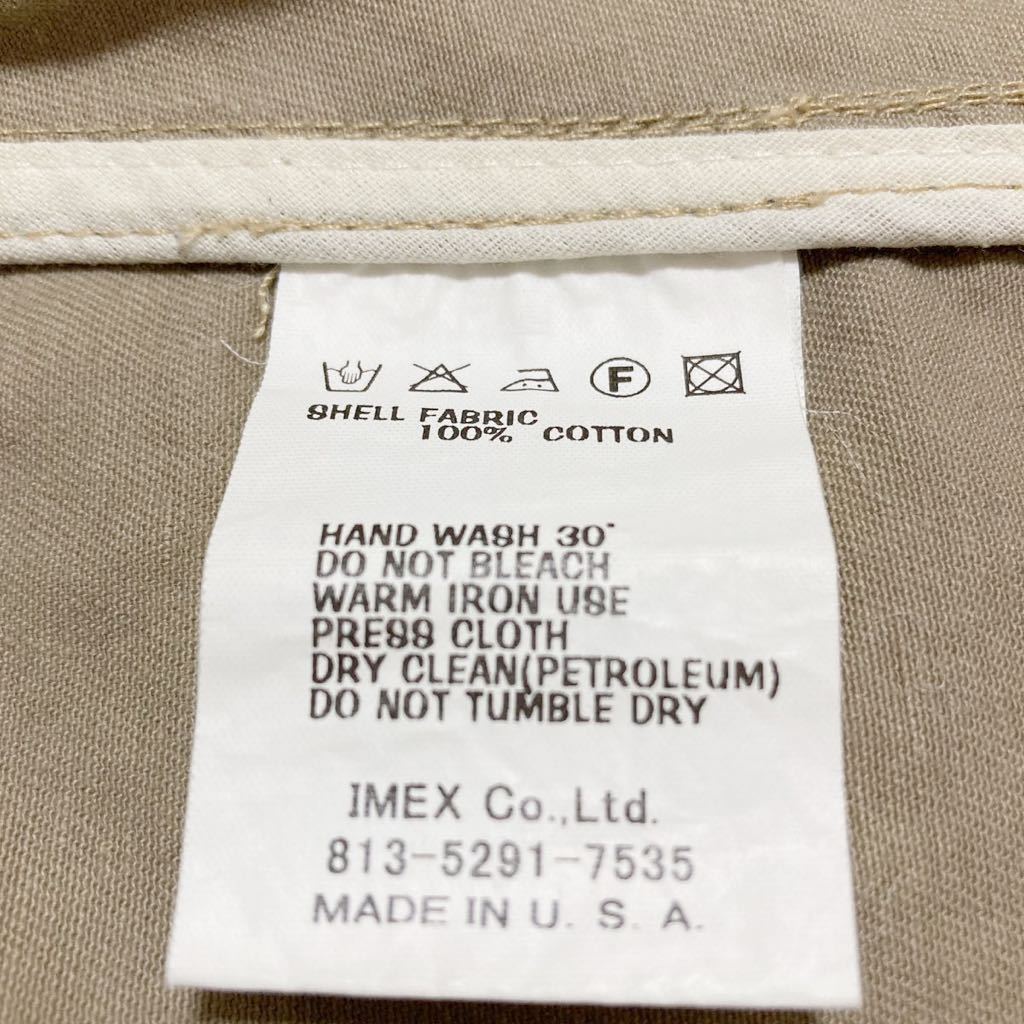 F
SHELL FABRIC
100% COTTON
HAND WASH 30°
DO NOT BLEACH
WARM IRON USE
PRESS CLOTH
DRY CLEAN(PETROLEUM)
DO NOT TUMBLE DRY
IMEX Co.,Ltd.
813-5291-7535
MADE IN U. S. A.